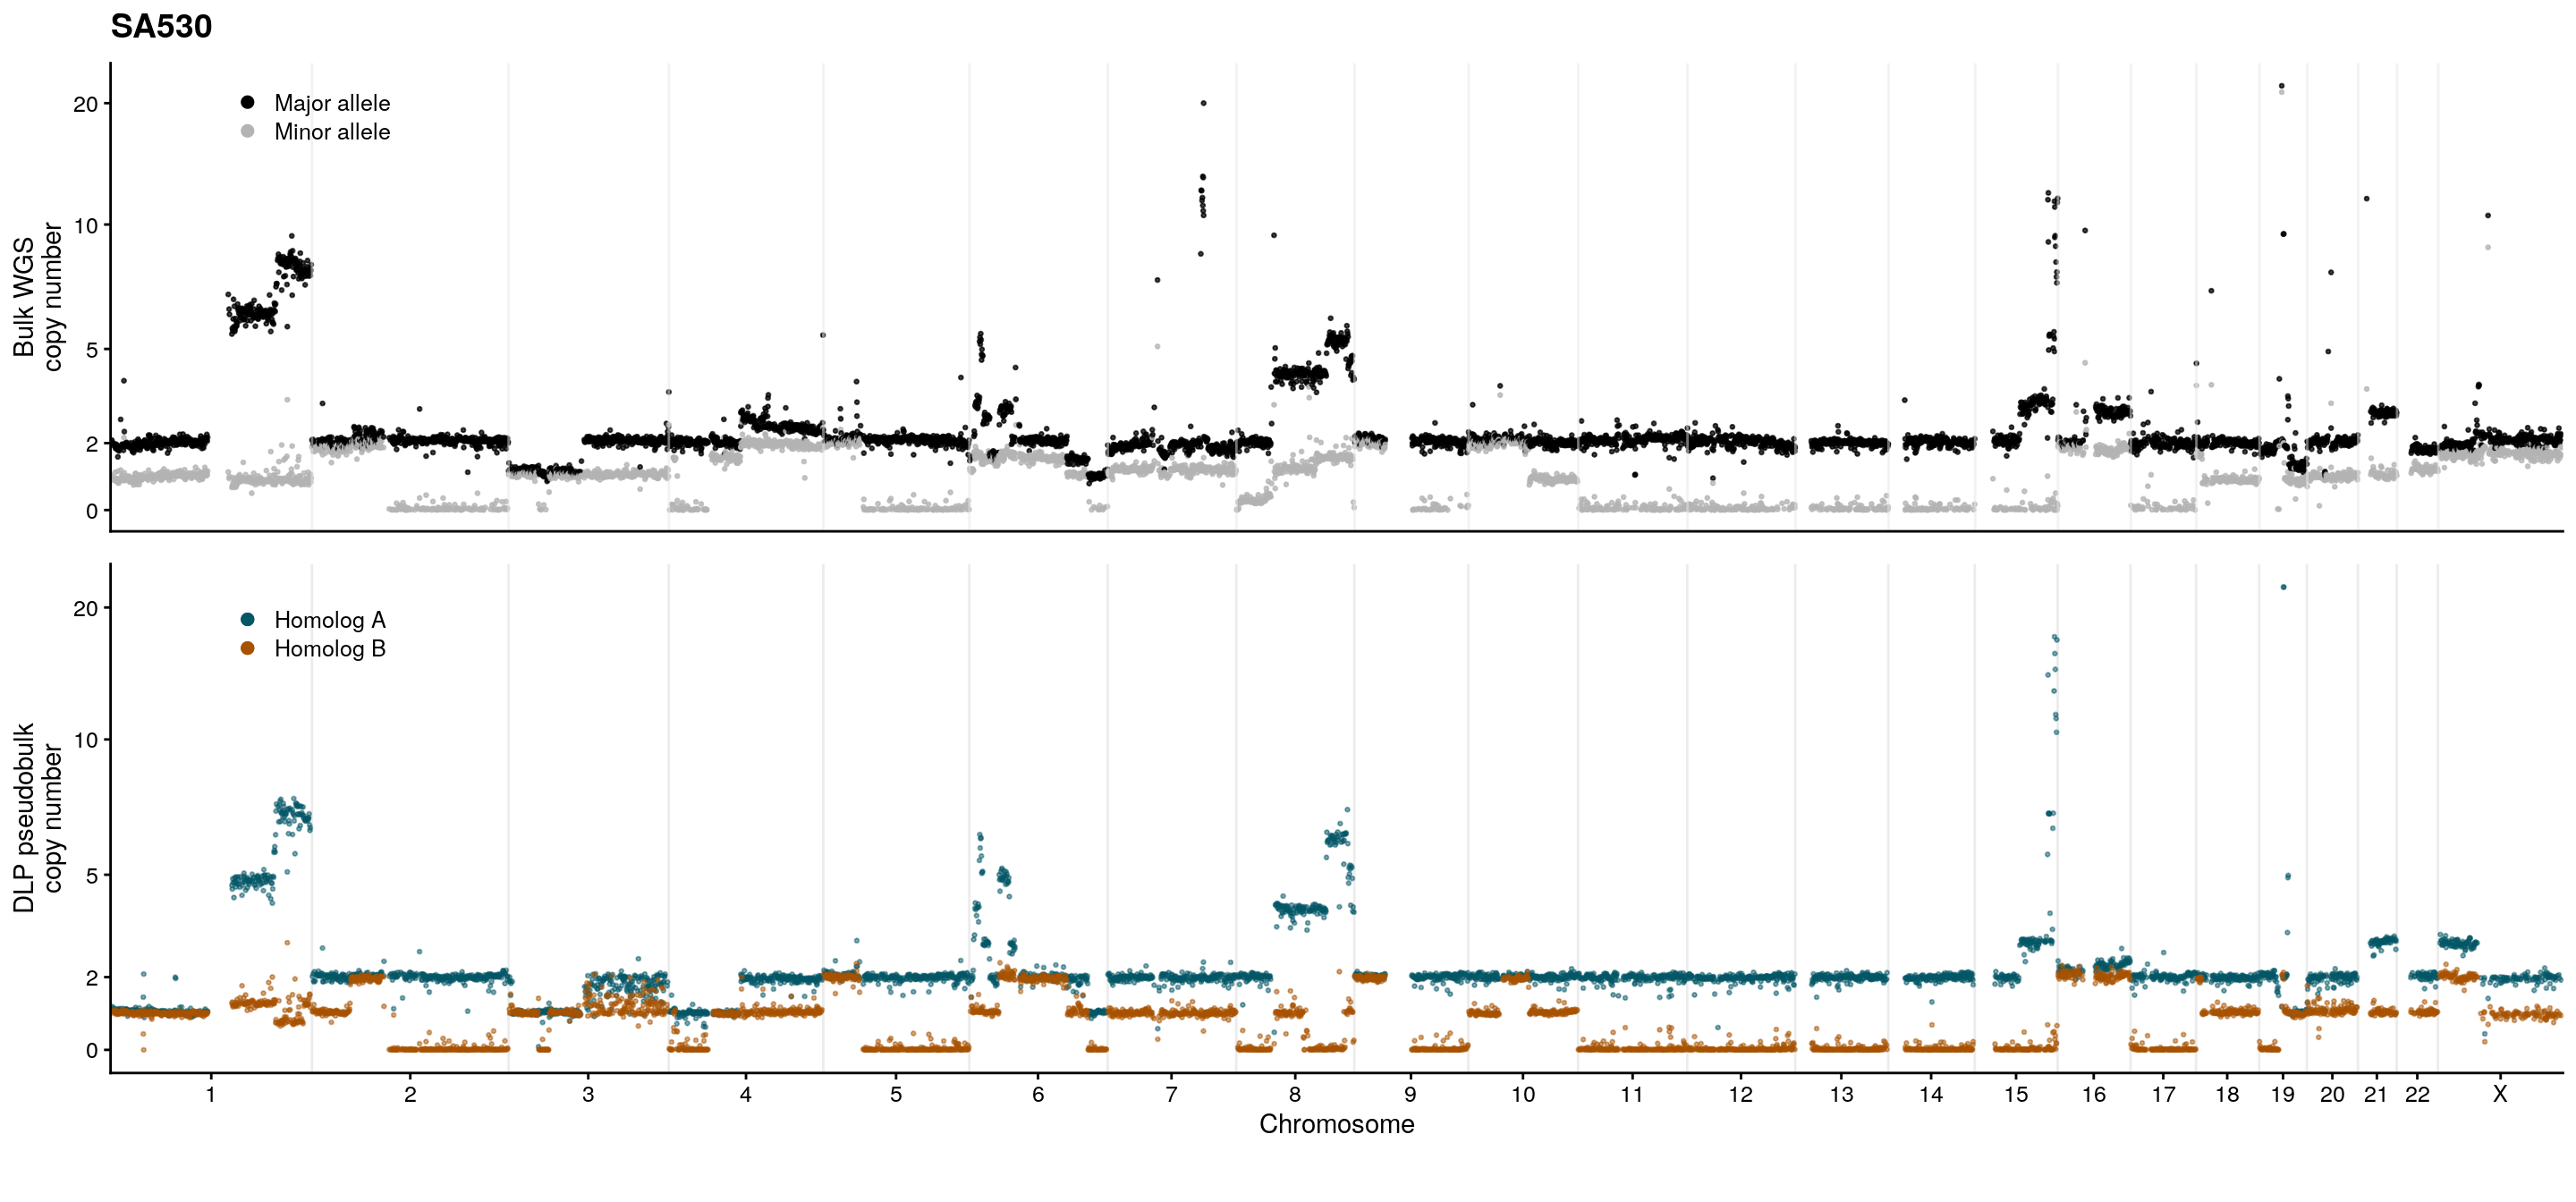 SA530
Bulk WGS
copy number
20
10
5
2
0
Major allele
Minor allele
DLP pseudobulk
copy number
20
10
5
2
0
Homolog A
Homolog B
1 2 3 4 5 6 7 8 9 10 11 12 13 14 15 16 17 18 19 20 21 22 X
Chromosome